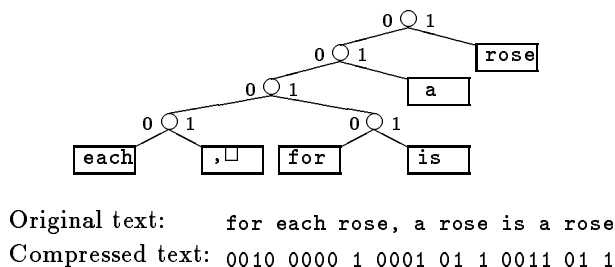 0 1
0 1 rose
0 1 a
0 1 0 1
each ,□ for is
Original text: for each rose, a rose is a rose
Compressed text: 0010 0000 1 0001 01 1 0011 01 1